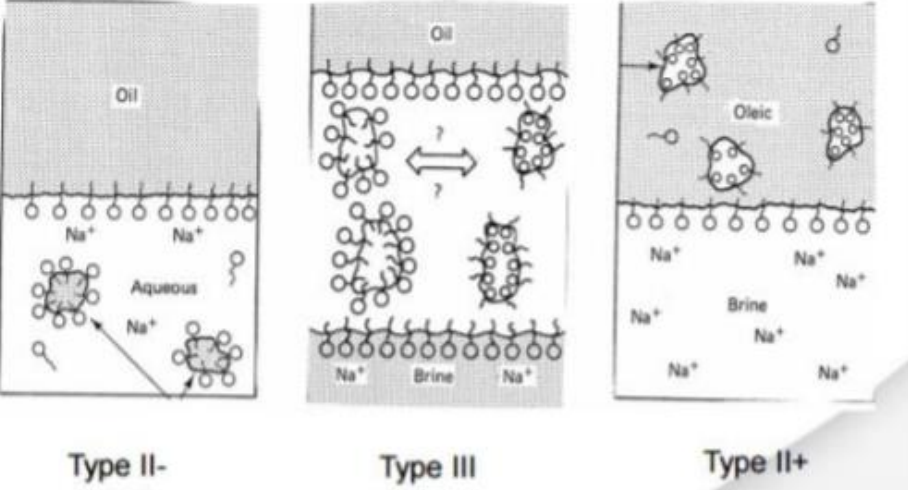 Oil
Na⁺ Na⁺
Aqueous
Na⁺
Type II-
Oil
?
?
Na⁺ Brine Na⁺
Type III
Oleic
Na⁺ Na⁺
Na⁺
Na⁺ Brine
Na⁺
Na⁺ Na⁺
Type II+